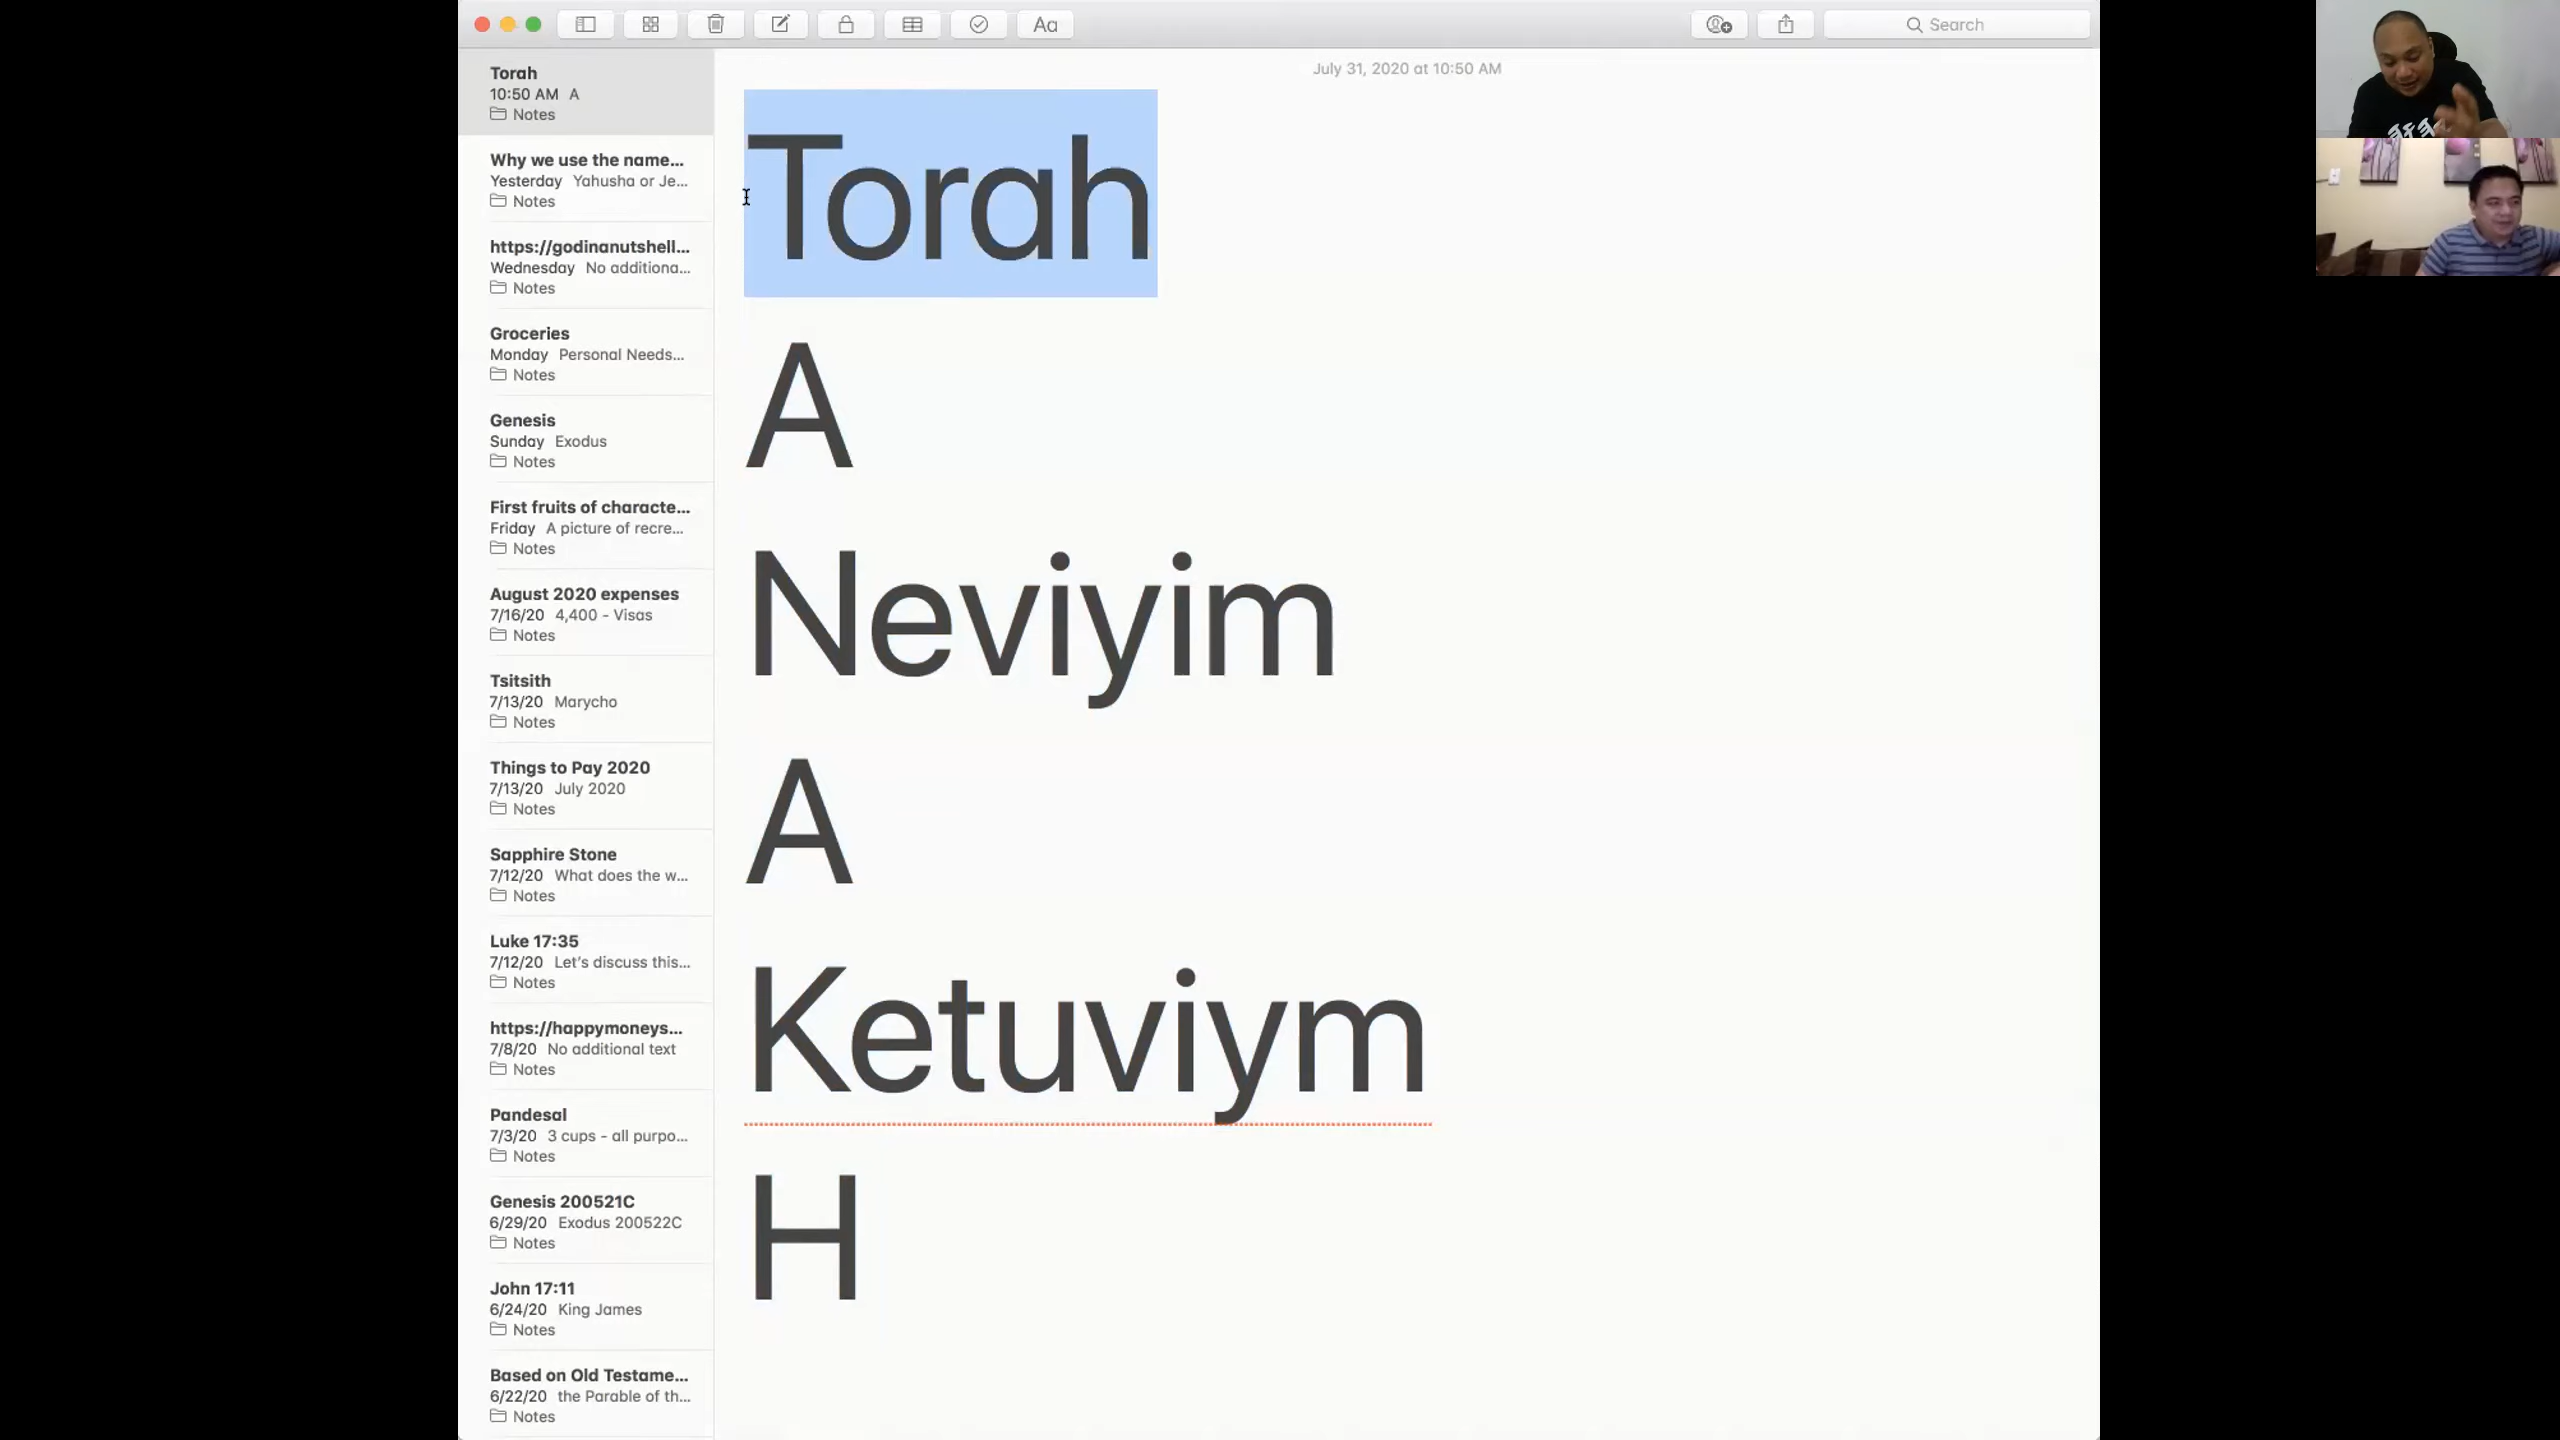 Search
Torah
10:50 AM A
Notes
Why we use the name...
Yesterday Yahusha or Je...
Notes
https://godinanutshell...
Wednesday No additiona...
Notes
Groceries
Monday Personal Needs...
Notes
Genesis
Sunday Exodus
Notes
First fruits of characte...
Friday A picture of recre...
Notes
August 2020 expenses
7/16/20 4,400 - Visas
Notes
Tsitsith
7/13/20 Marycho
Notes
Things to Pay 2020
7/13/20 July 2020
Notes
Sapphire Stone
7/12/20 What does the w...
Notes
Luke 17:35
7/12/20 Let's discuss this...
Notes
https://happymoneys...
7/8/20 No additional text
Notes
Pandesal
7/3/20 3 cups - all purpo...
Notes
Genesis 200521C
6/29/20 Exodus 200522C
Notes
John 17:11
6/24/20 King James
Notes
Based on Old Testame...
6/22/20 the Parable of th...
Notes
July 31, 2020 at 10:50 AM
Torah
A
Neviyim
A
Ketuviym
H
Aa